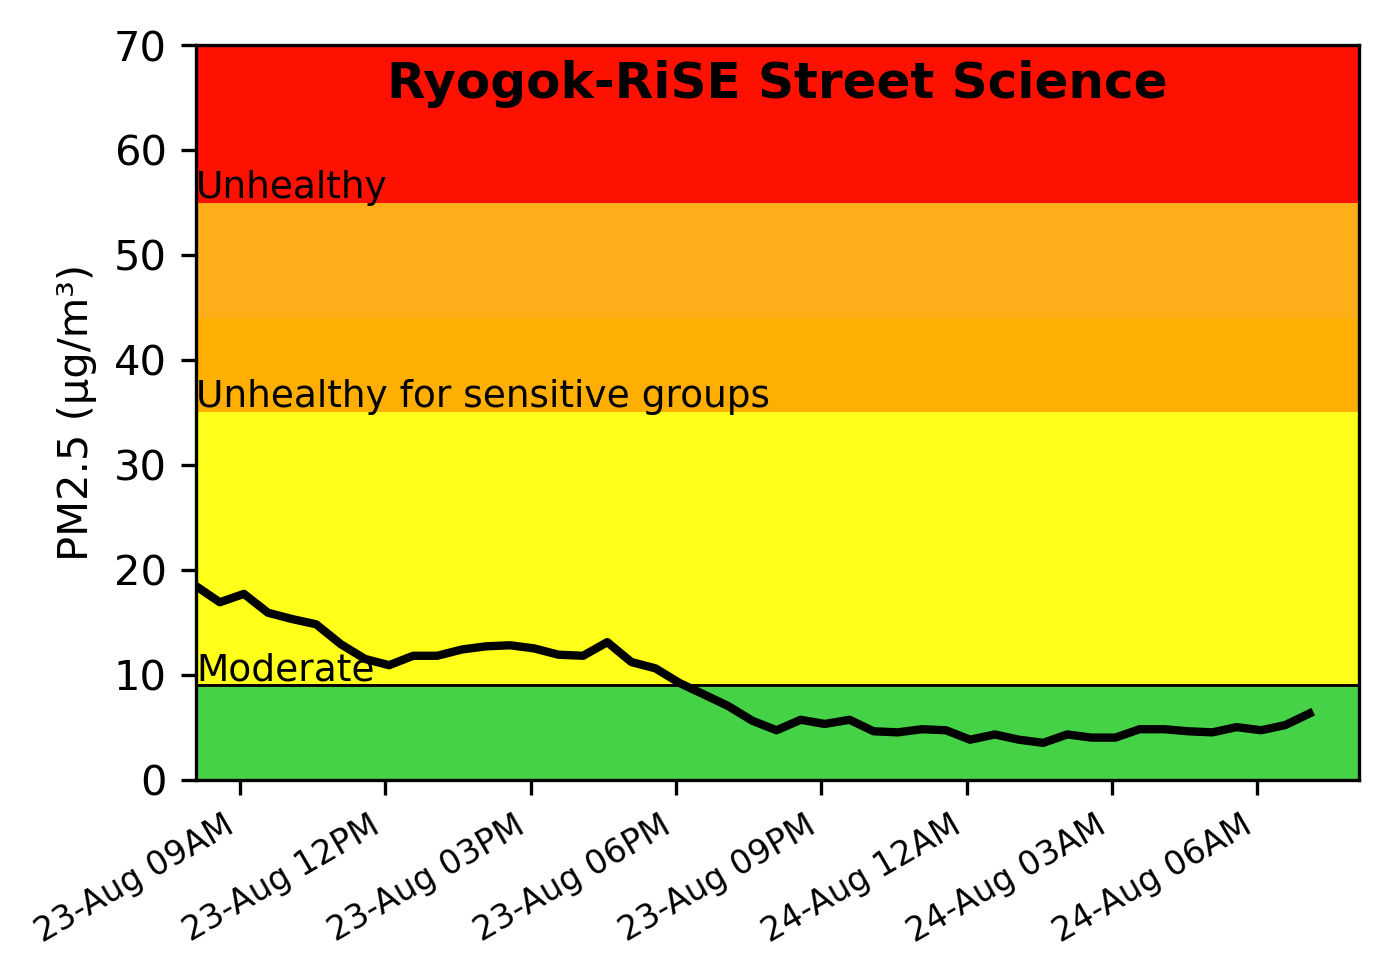 Ryogok-RiSE Street Science
70
60
Unhealthy
50
40
Unhealthy for sensitive groups
30
20
Moderate
10
0
PM2.5 (µg/m³)
23-Aug 09AM
23-Aug 12PM
23-Aug 03PM
23-Aug 06PM
23-Aug 09PM
24-Aug 12AM
24-Aug 03AM
24-Aug 06AM